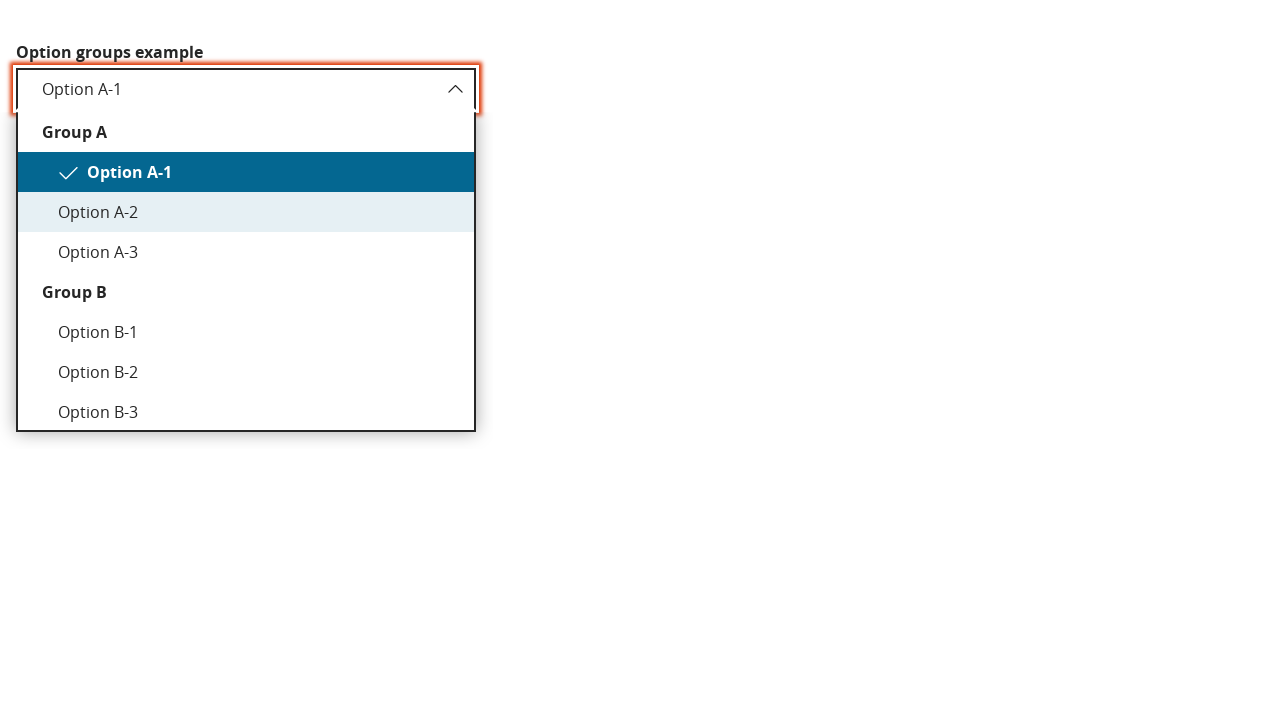 Option groups example
Option A-1
Group A
Option A-1
Option A-2
Option A-3
Group B
Option B-1
Option B-2
Option B-3